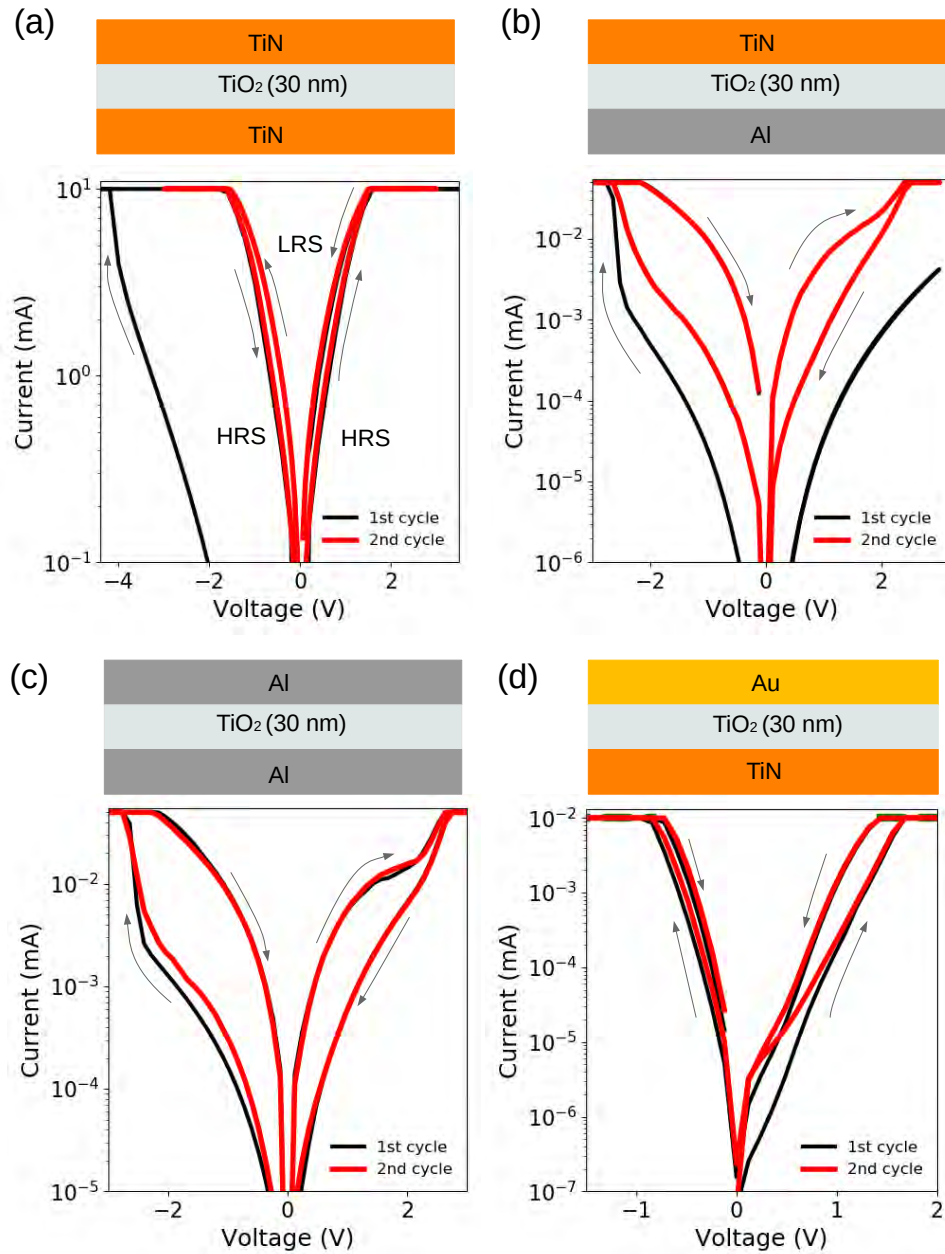 (a)
TiN
TiO₂ (30 nm)
TiN
10¹
10⁰
10⁻¹
Current (mA)
LRS
HRS
HRS
1st cycle
2nd cycle
−4
−2
0
2
Voltage (V)
(b)
TiN
TiO₂ (30 nm)
Al
10⁻²
10⁻³
10⁻⁴
10⁻⁵
10⁻⁶
Current (mA)
1st cycle
2nd cycle
−2
0
2
Voltage (V)
(c)
Al
TiO₂ (30 nm)
Al
10⁻²
10⁻³
10⁻⁴
10⁻⁵
Current (mA)
1st cycle
2nd cycle
−2
0
2
Voltage (V)
(d)
Au
TiO₂ (30 nm)
TiN
10⁻²
10⁻³
10⁻⁴
10⁻⁵
10⁻⁶
10⁻⁷
Current (mA)
1st cycle
2nd cycle
−1
0
1
2
Voltage (V)